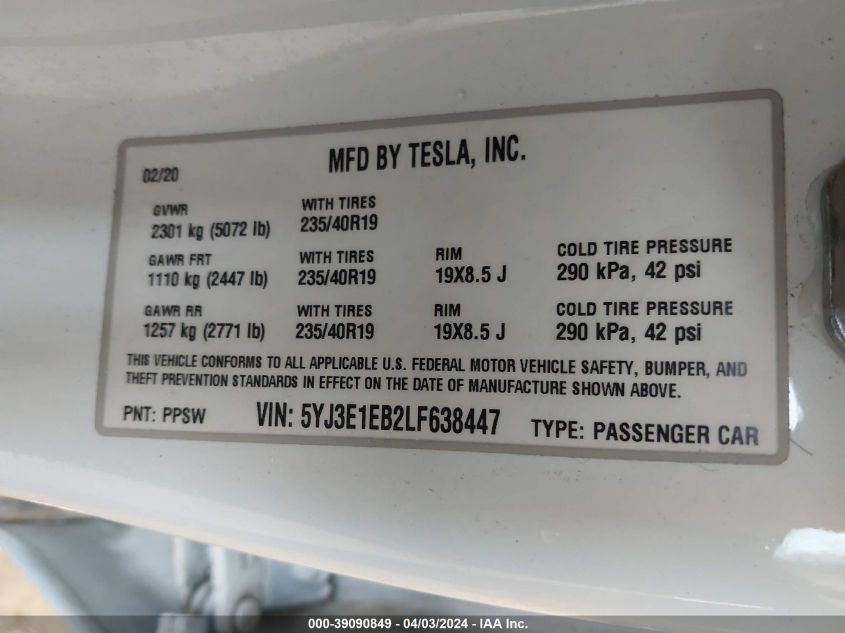 MFD BY TESLA, INC.
02/20
GVWR WITH TIRES
2301 kg (5072 lb) 235/40R19
GAWR FRT WITH TIRES RIM COLD TIRE PRESSURE
1110 kg (2447 lb) 235/40R19 19X8.5 J 290 kPa, 42 psi
GAWR RR WITH TIRES RIM COLD TIRE PRESSURE
1257 kg (2771 lb) 235/40R19 19X8.5 J 290 kPa, 42 psi
THIS VEHICLE CONFORMS TO ALL APPLICABLE U.S. FEDERAL MOTOR VEHICLE SAFETY, BUMPER, AND
THEFT PREVENTION STANDARDS IN EFFECT ON THE DATE OF MANUFACTURE SHOWN ABOVE.
PNT: PPSW VIN: 5YJ3E1EB2LF638447 TYPE: PASSENGER CAR
000-39090849 - 04/03/2024 - IAA Inc.